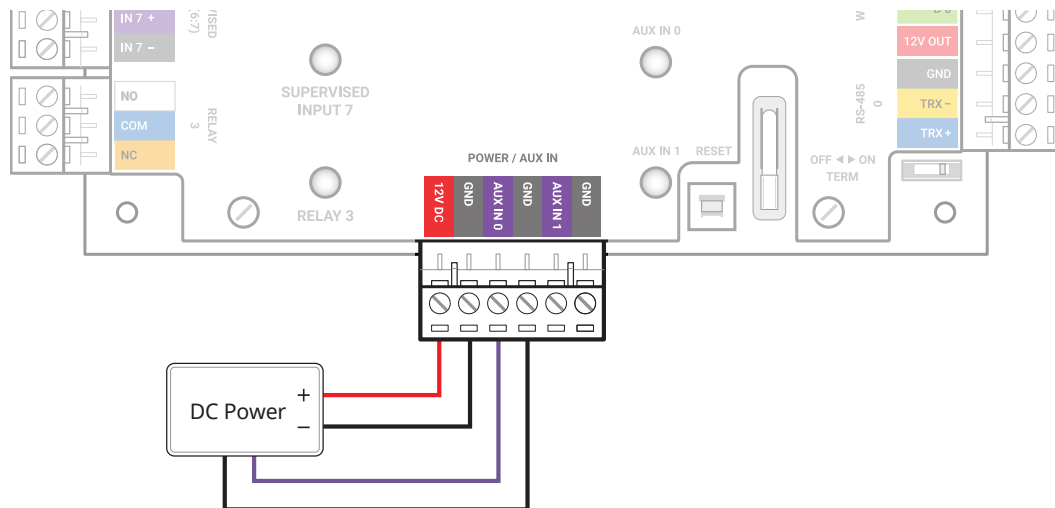 IN 7 +
IN 7 –
(6:7)
NO
COM
NC
RELAY
3
SUPERVISED
INPUT 7
RELAY 3
AUX IN 0
AUX IN 1
RESET
POWER / AUX IN
12V DC
GND
AUX IN 0
GND
AUX IN 1
GND
OFF ◄ ► ON
TERM
W
12V OUT
GND
TRX –
TRX +
RS-485
0
DC Power
+
–